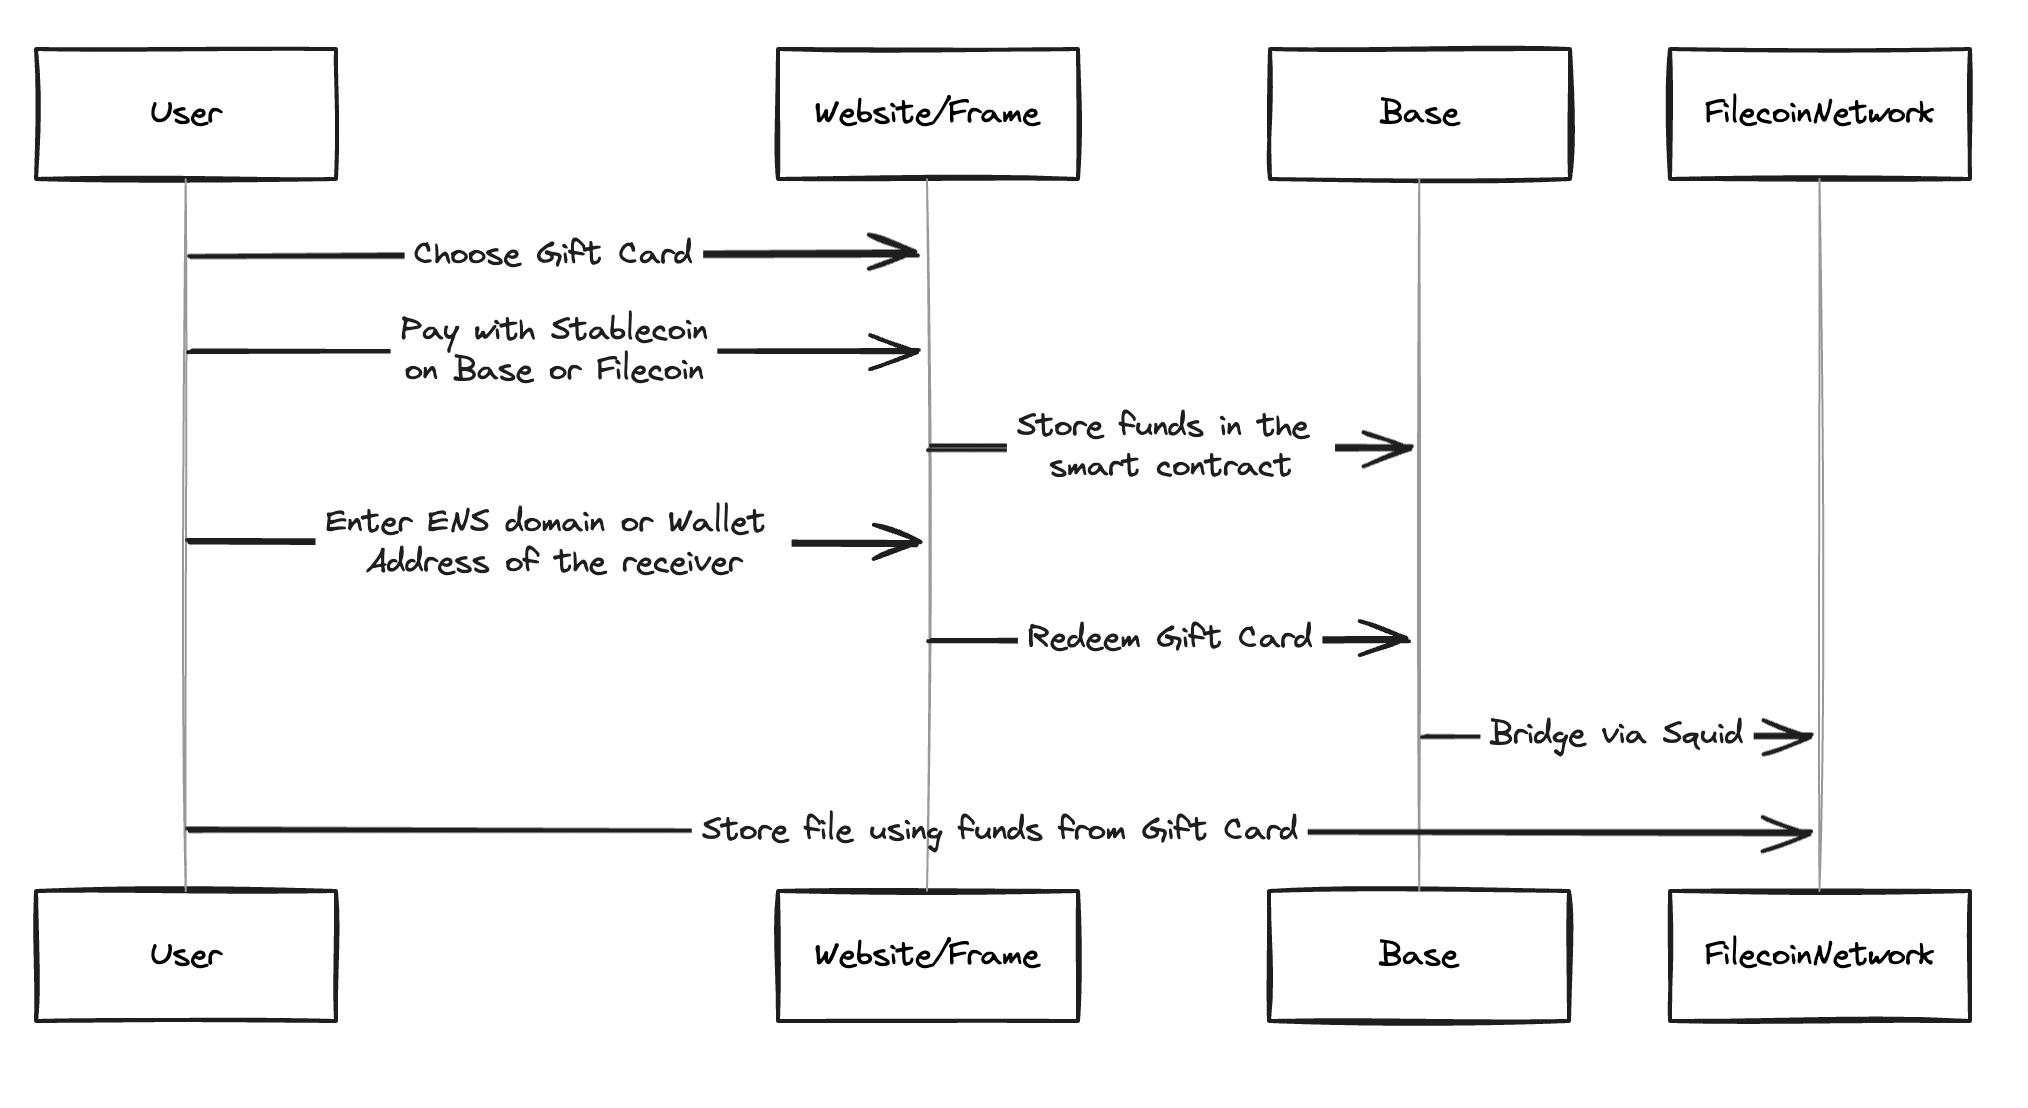 User
Website/Frame
Base
FilecoinNetwork
Choose Gift Card
Pay with Stablecoin
on Base or Filecoin
Store funds in the
smart contract
Enter ENS domain or Wallet
Address of the receiver
Redeem Gift Card
Bridge via Squid
Store file using funds from Gift Card
User
Website/Frame
Base
FilecoinNetwork